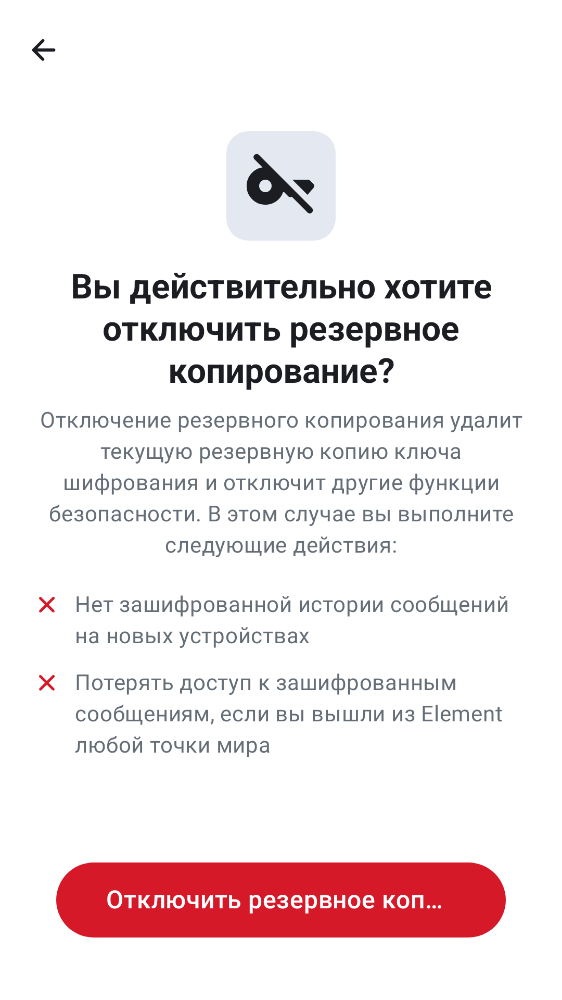 Вы действительно хотите
отключить резервное
копирование?
Отключение резервного копирования удалит
текущую резервную копию ключа
шифрования и отключит другие функции
безопасности. В этом случае вы выполните
следующие действия:
Нет зашифрованной истории сообщений
на новых устройствах
Потерять доступ к зашифрованным
сообщениям, если вы вышли из Element
любой точки мира
Отключить резервное коп...